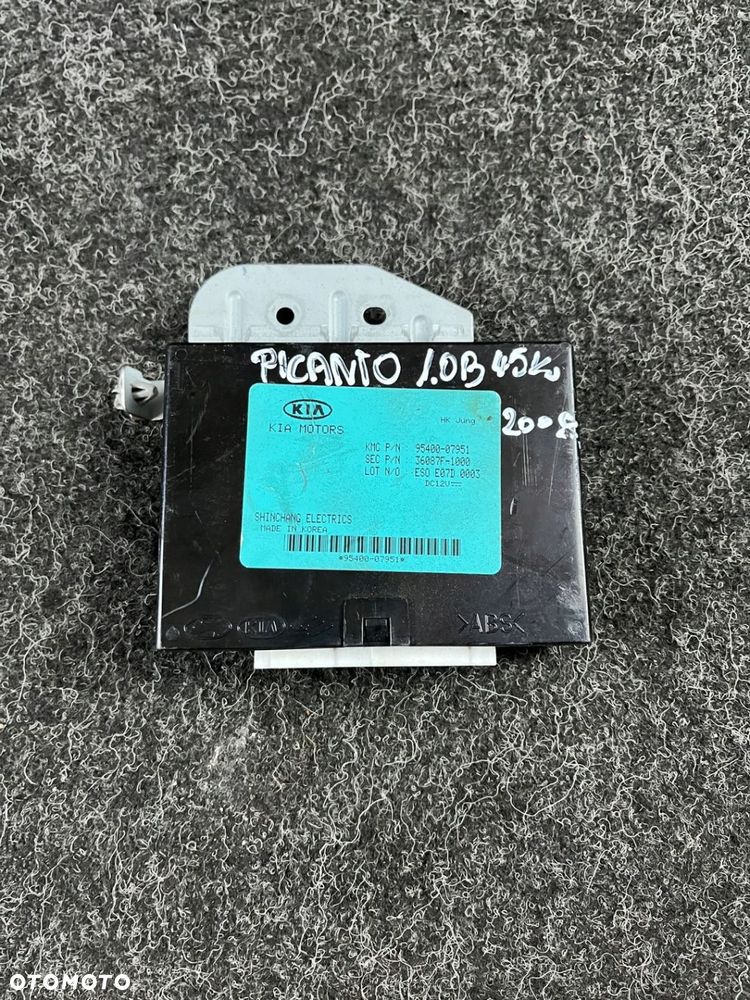 PICANTO 1.0B 45KW
2008
KIA
KIA MOTORS
HK Jung
KMC P/N : 95400-07951
SEC P/N : 36087F-1000
LOT N/O : ESO E07D 0003
DC12V
SHINCHANG ELECTRICS
MADE IN KOREA
*95400-07951*
KIA
>ABS<
OTOMOTO